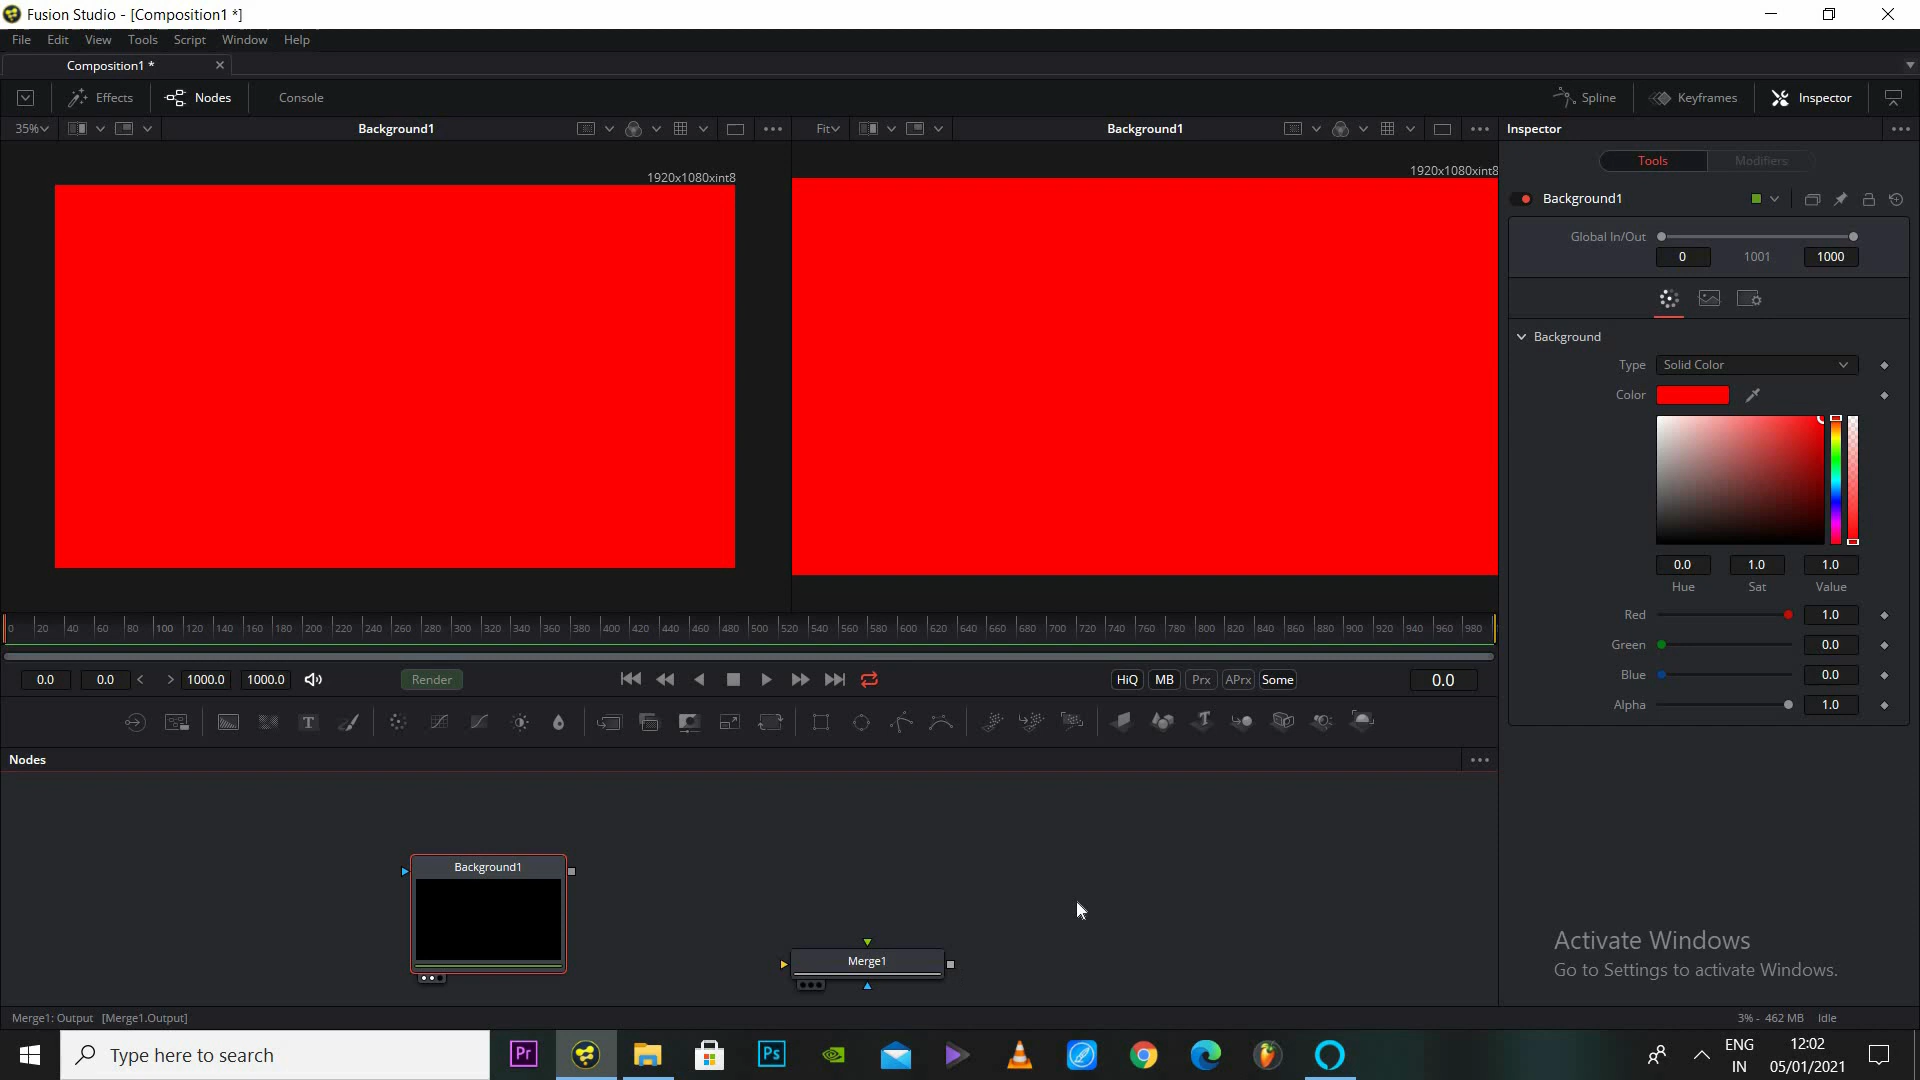 Fusion Studio - [Composition1 *]
File Edit View Tools Script Window Help
Composition1 *
Effects Nodes Console Spline Keyframes Inspector
35% Background1 Fit Background1 Inspector
1920x1080xint8 1920x1080xint8
Tools Modifiers
Background1
Global In/Out
0 1001 1000
Background
Type Solid Color
Color
0.0 1.0 1.0
Hue Sat Value
Red 1.0
Green 0.0
Blue 0.0
Alpha 1.0
0 20 40 60 80 100 120 140 160 180 200 220 240 260 280 300 320 340 360 380 400 420 440 460 480 500 520 540 560 580 600 620 640 660 680 700 720 740 760 780 800 820 840 860 880 900 920 940 960 980
0.0 0.0 1000.0 1000.0 Render HiQ MB Prx APrx Some 0.0
T
Nodes
Background1
Merge1
Activate Windows
Go to Settings to activate Windows.
Merge1: Output [Merge1.Output] 3% - 462 MB Idle
Type here to search
Pr
Ps
ENG
IN
12:02
05/01/2021